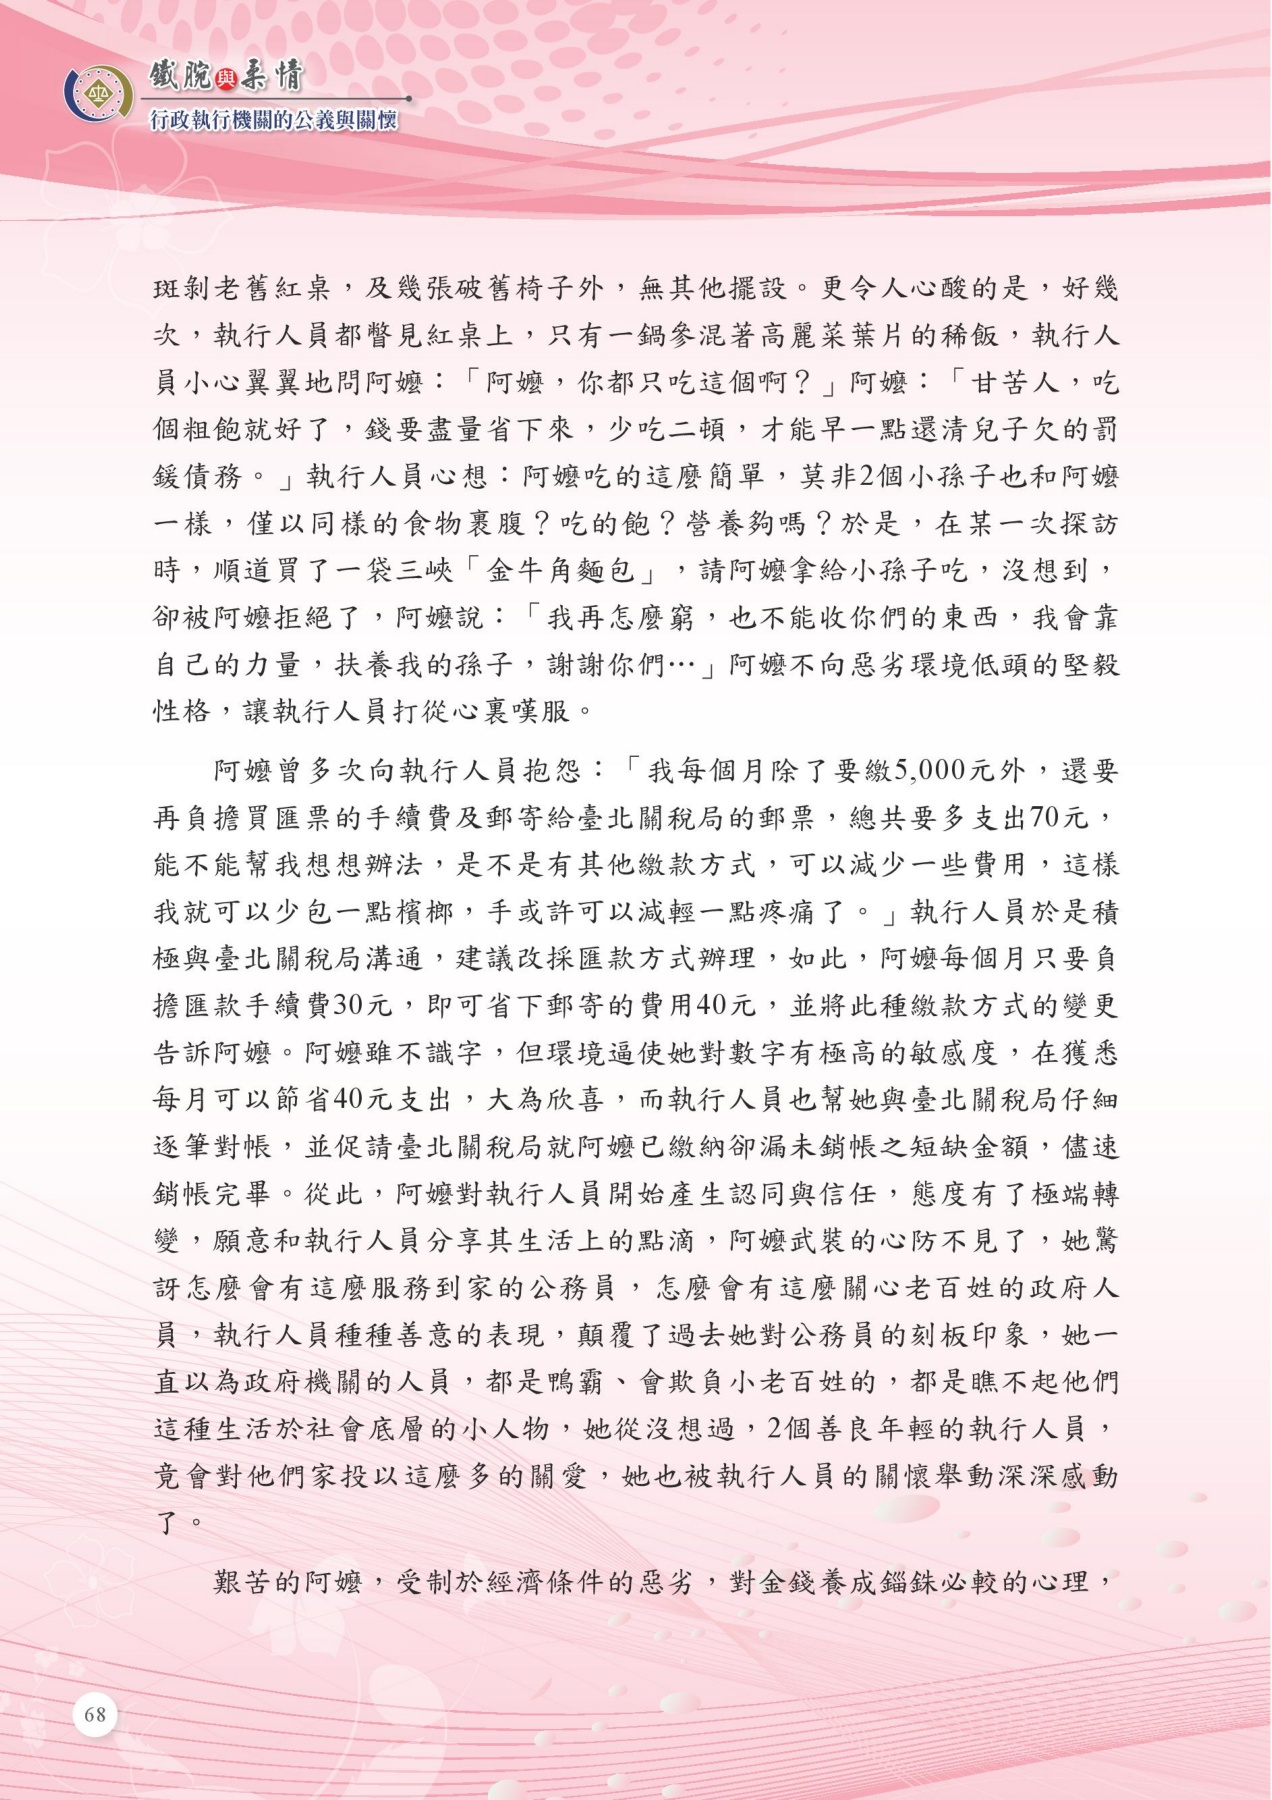 鐵腕與柔情
行政執行機關的公義與關懷
斑剝老舊紅桌，及幾張破舊椅子外，無其他擺設。更令人心酸的是，好幾
次，執行人員都瞥見紅桌上，只有一鍋參混著高麗菜葉片的稀飯，執行人
員小心翼翼地問阿嬤：「阿嬤，你都只吃這個啊？」阿嬤：「甘苦人，吃
個粗飽就好了，錢要盡量省下來，少吃二頓，才能早一點還清兒子欠的罰
鍰債務。」執行人員心想：阿嬤吃的這麼簡單，莫非2個小孫子也和阿嬤
一樣，僅以同樣的食物裹腹？吃的飽？營養夠嗎？於是，在某一次探訪
時，順道買了一袋三峽「金牛角麵包」，請阿嬤拿給小孫子吃，沒想到，
卻被阿嬤拒絕了，阿嬤說：「我再怎麼窮，也不能收你們的東西，我會靠
自己的力量，扶養我的孫子，謝謝你們…」阿嬤不向惡劣環境低頭的堅毅
性格，讓執行人員打從心裏嘆服。
阿嬤曾多次向執行人員抱怨：「我每個月除了要繳5,000元外，還要
再負擔買匯票的手續費及郵寄給臺北關稅局的郵票，總共要多支出70元，
能不能幫我想想辦法，是不是有其他繳款方式，可以減少一些費用，這樣
我就可以少包一點檳榔，手或許可以減輕一點疼痛了。」執行人員於是積
極與臺北關稅局溝通，建議改採匯款方式辦理，如此，阿嬤每個月只要負
擔匯款手續費30元，即可省下郵寄的費用40元，並將此種繳款方式的變更
告訴阿嬤。阿嬤雖不識字，但環境逼使她對數字有極高的敏感度，在獲悉
每月可以節省40元支出，大為欣喜，而執行人員也幫她與臺北關稅局仔細
逐筆對帳，並促請臺北關稅局就阿嬤已繳納卻漏未銷帳之短缺金額，儘速
銷帳完畢。從此，阿嬤對執行人員開始產生認同與信任，態度有了極端轉
變，願意和執行人員分享其生活上的點滴，阿嬤武裝的心防不見了，她驚
訝怎麼會有這麼服務到家的公務員，怎麼會有這麼關心老百姓的政府人
員，執行人員種種善意的表現，顛覆了過去她對公務員的刻板印象，她一
直以為政府機關的人員，都是鴨霸、會欺負小老百姓的，都是瞧不起他們
這種生活於社會底層的小人物，她從沒想過，2個善良年輕的執行人員，
竟會對他們家投以這麼多的關愛，她也被執行人員的關懷舉動深深感動
了。
艱苦的阿嬤，受制於經濟條件的惡劣，對金錢養成錙銖必較的心理，
68